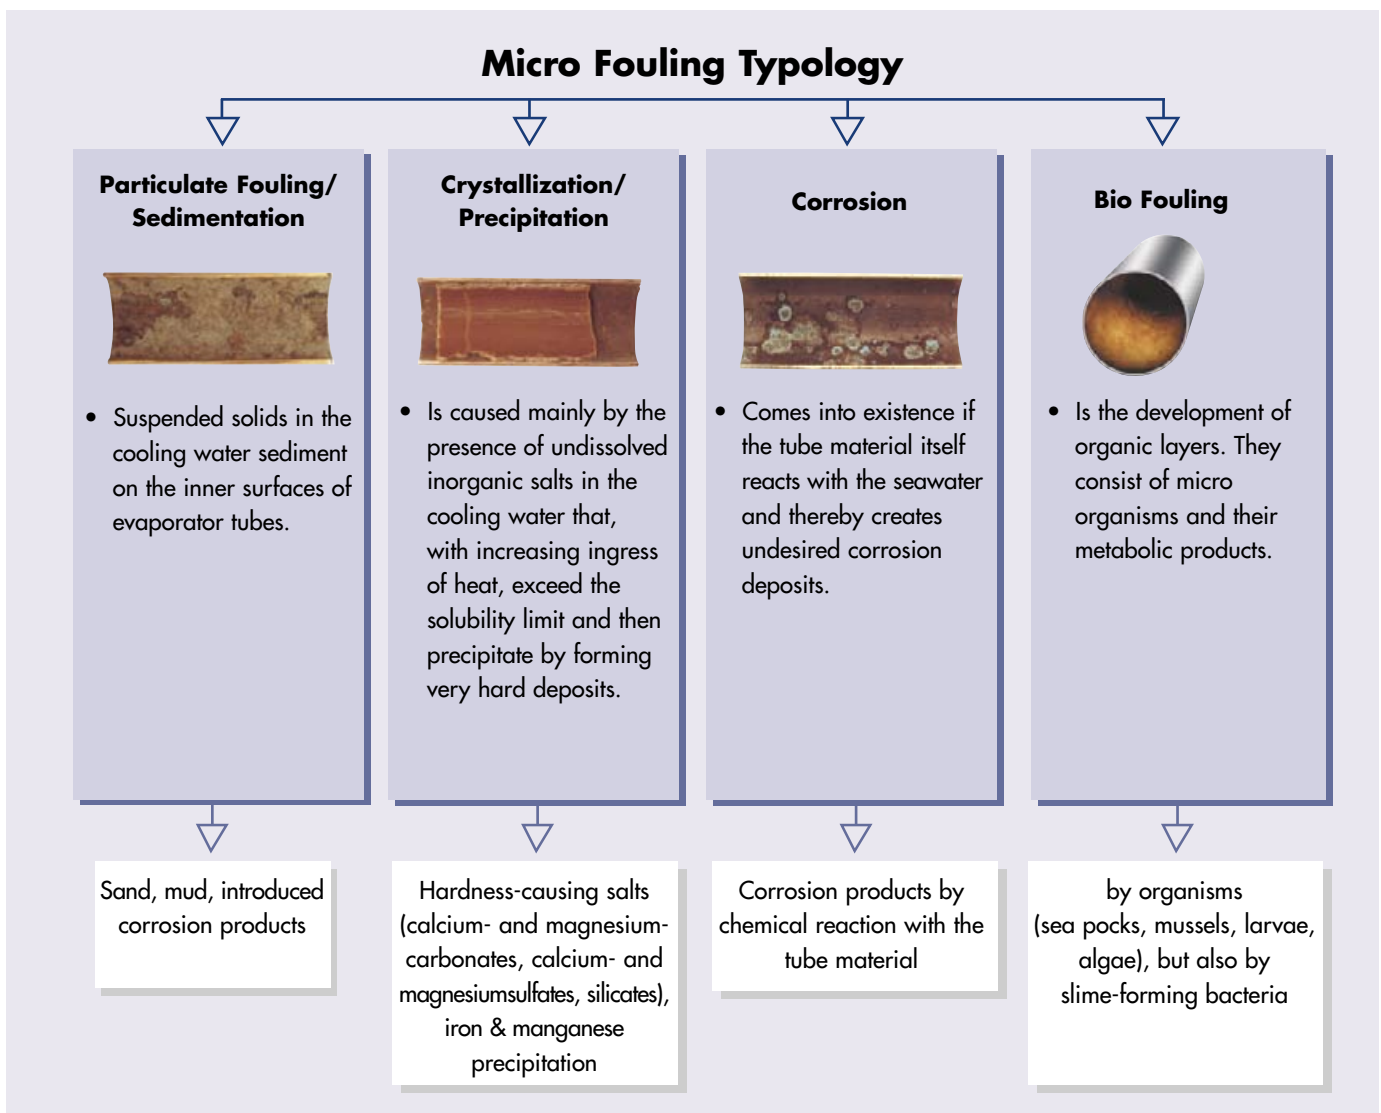 Micro Fouling Typology
Particulate Fouling/
Sedimentation
• Suspended solids in the
cooling water sediment
on the inner surfaces of
evaporator tubes.
Sand, mud, introduced
corrosion products
Crystallization/
Precipitation
• Is caused mainly by the
presence of undissolved
inorganic salts in the
cooling water that,
with increasing ingress
of heat, exceed the
solubility limit and then
precipitate by forming
very hard deposits.
Hardness-causing salts
(calcium- and magnesium-
carbonates, calcium- and
magnesiumsulfates, silicates),
iron & manganese
precipitation
Corrosion
• Comes into existence if
the tube material itself
reacts with the seawater
and thereby creates
undesired corrosion
deposits.
Corrosion products by
chemical reaction with the
tube material
Bio Fouling
• Is the development of
organic layers. They
consist of micro
organisms and their
metabolic products.
by organisms
(sea pocks, mussels, larvae,
algae), but also by
slime-forming bacteria